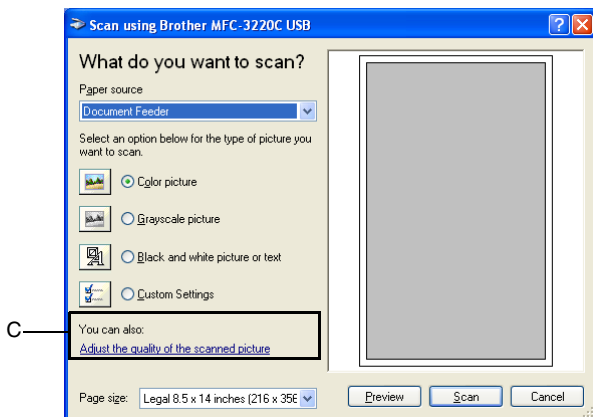 Scan using Brother MFC-3220C USB
What do you want to scan?
Paper source
Document Feeder
Select an option below for the type of picture you
want to scan.
Color picture
Grayscale picture
Black and white picture or text
Custom Settings
C
You can also:
Adjust the quality of the scanned picture
Page size: Legal 8.5 x 14 inches (216 x 356
Preview Scan Cancel